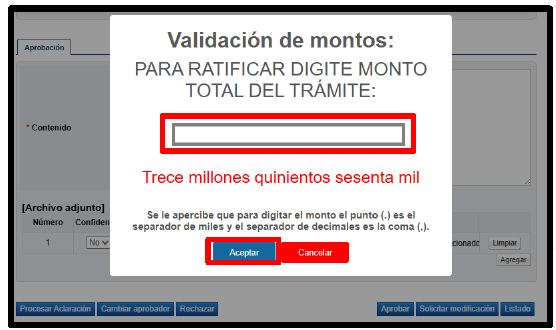 Validación de montos:
PARA RATIFICAR DIGITE MONTO
TOTAL DEL TRÁMITE:
Aprobación
* Contenido
Trece millones quinientos sesenta mil
[Archivo adjunto]
Se le apercibe que para digitar el monto el punto (.) es el
separador de miles y el separador de decimales es la coma (,).
Número
1 No Limpiar
Aceptar Cancelar
Agregar
Procesar Aclaración Cambiar aprobador Rechazar Aprobar Solicitar modificación Listado